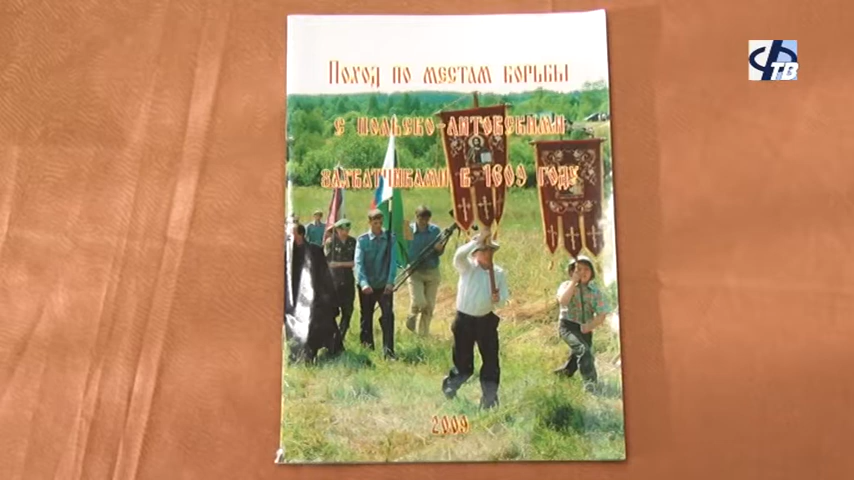 Поход по местам борьбы
с польско-литовскими
захватчиками в 1609 году
2009
ТВ